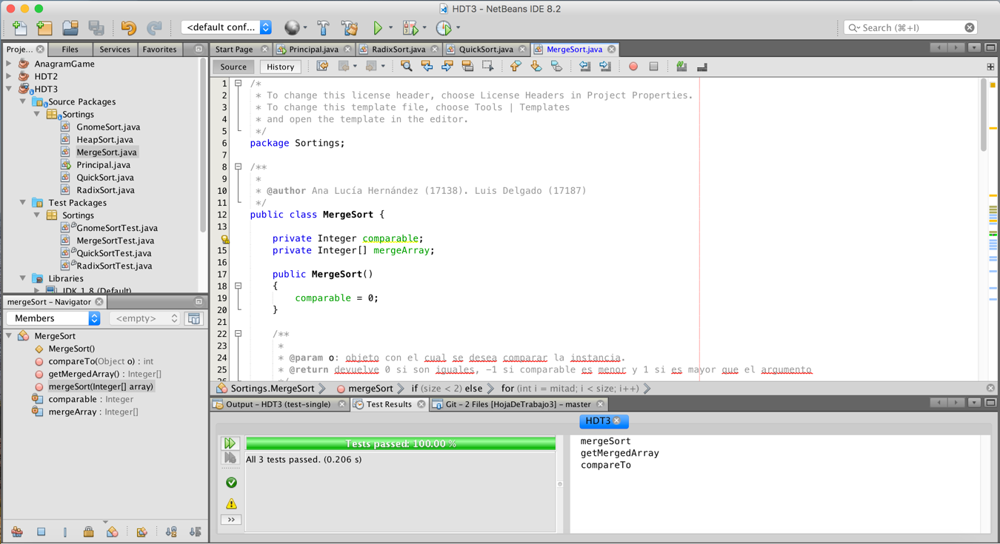 HDT3 - NetBeans IDE 8.2
<default conf...
Search (⌘+I)
Proje...
Files
Services
Favorites
AnagramGame
HDT2
HDT3
Source Packages
Sortings
GnomeSort.java
HeapSort.java
MergeSort.java
Principal.java
QuickSort.java
RadixSort.java
Test Packages
Sortings
GnomeSortTest.java
MergeSortTest.java
QuickSortTest.java
RadixSortTest.java
Libraries
JDK 1.8 (Default)
mergeSort - Navigator
Members
<empty>
MergeSort
MergeSort()
compareTo(Object o) : int
getMergedArray() : Integer[]
mergeSort(Integer[] array)
comparable : Integer
mergeArray : Integer[]
Start Page
Principal.java
RadixSort.java
QuickSort.java
MergeSort.java
Source
History
1 /*
2 * To change this license header, choose License Headers in Project Properties.
3 * To change this template file, choose Tools | Templates
4 * and open the template in the editor.
5 */
6 package Sortings;
7
8 /**
9 *
10 * @author Ana Lucía Hernández (17138). Luis Delgado (17187)
11 */
12 public class MergeSort {
13
private Integer comparable;
15 private Integer[] mergeArray;
16
17 public MergeSort()
18 {
19 comparable = 0;
20 }
21
22 /**
23 *
24 * @param o: objeto con el cual se desea comparar la instancia.
25 * @return devuelve 0 si son iguales, -1 si comparable es menor y 1 si es mayor que el argumento
26 */
Sortings.MergeSort
mergeSort
if (size < 2) else
for (int i = mitad; i < size; i++)
Output - HDT3 (test-single)
Test Results
Git - 2 Files [HojaDeTrabajo3] - master
HDT3
Tests passed: 100.00 %
All 3 tests passed. (0.206 s)
>>
mergeSort
getMergedArray
compareTo